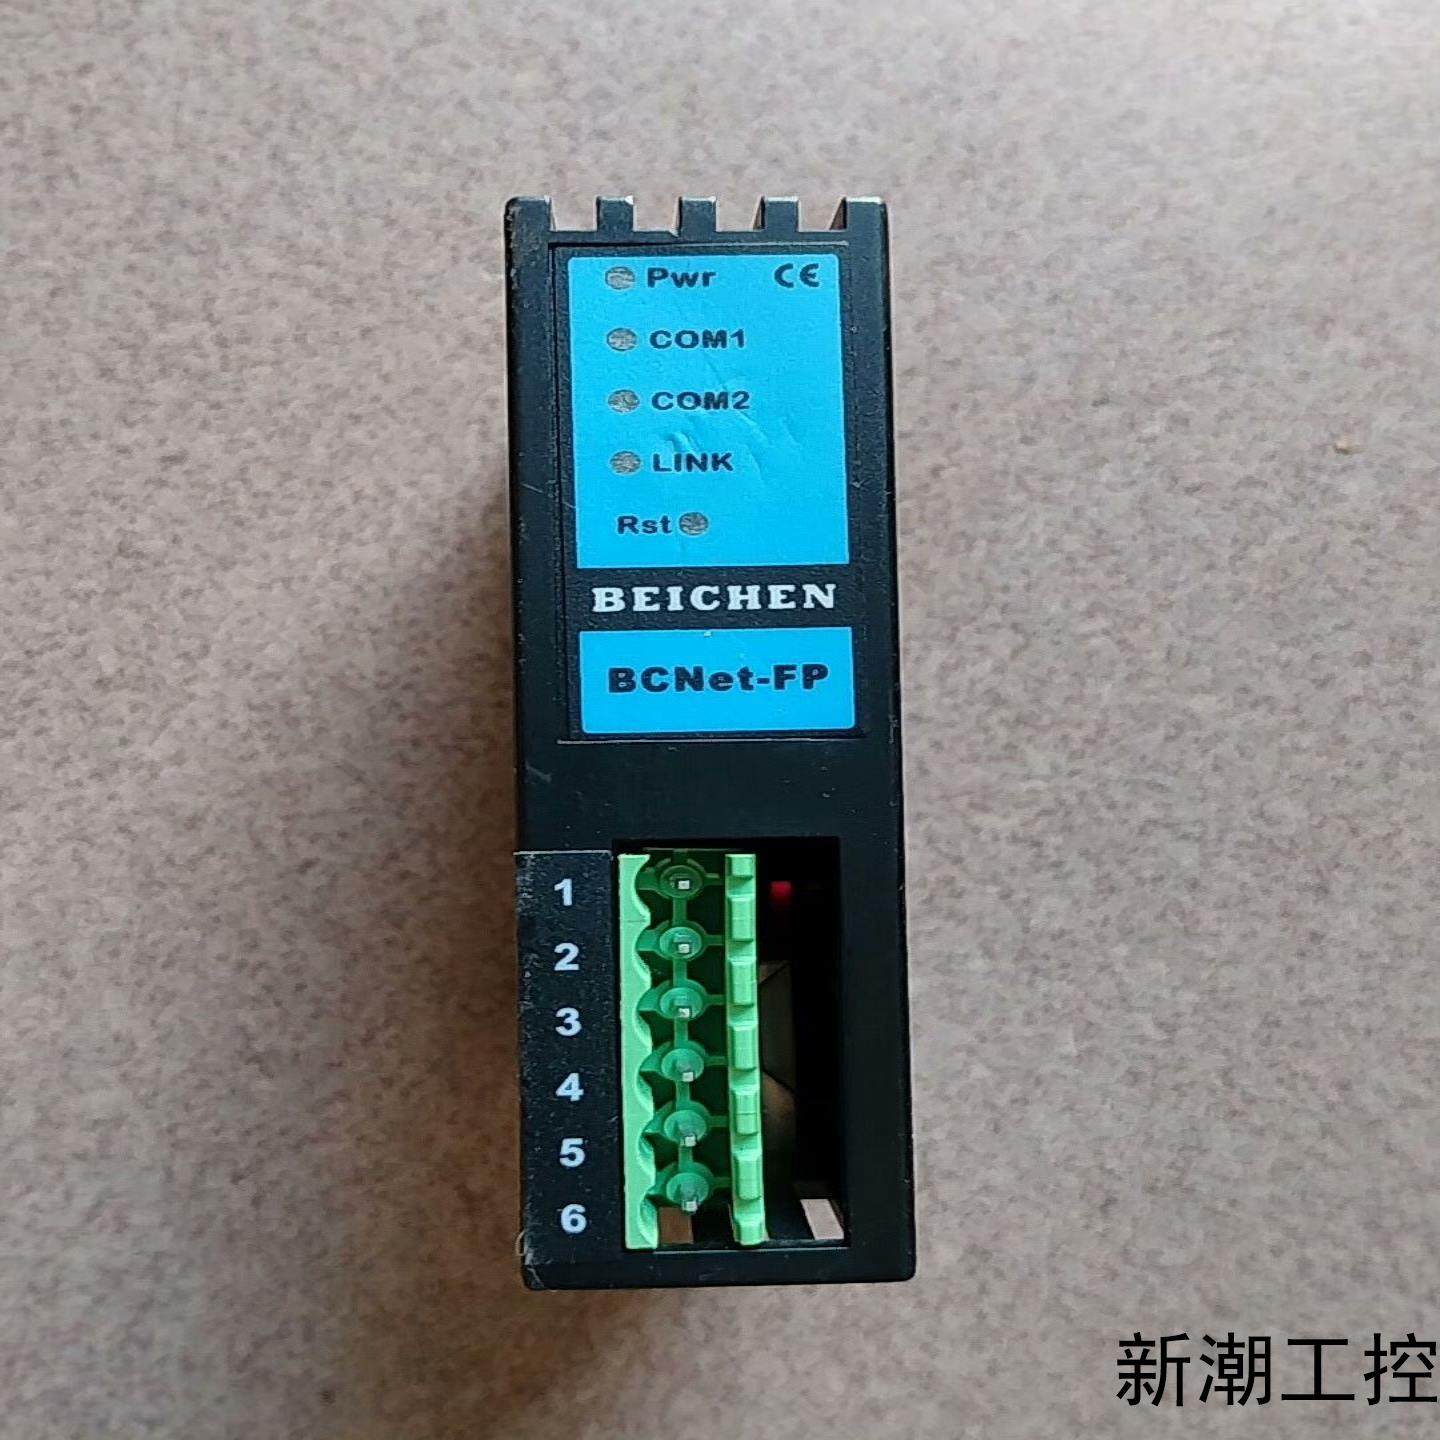 Pwr CE
COM1
COM2
LINK
Rst
BEICHEN
BCNet-FP
1
2
3
4
5
6
新潮工控